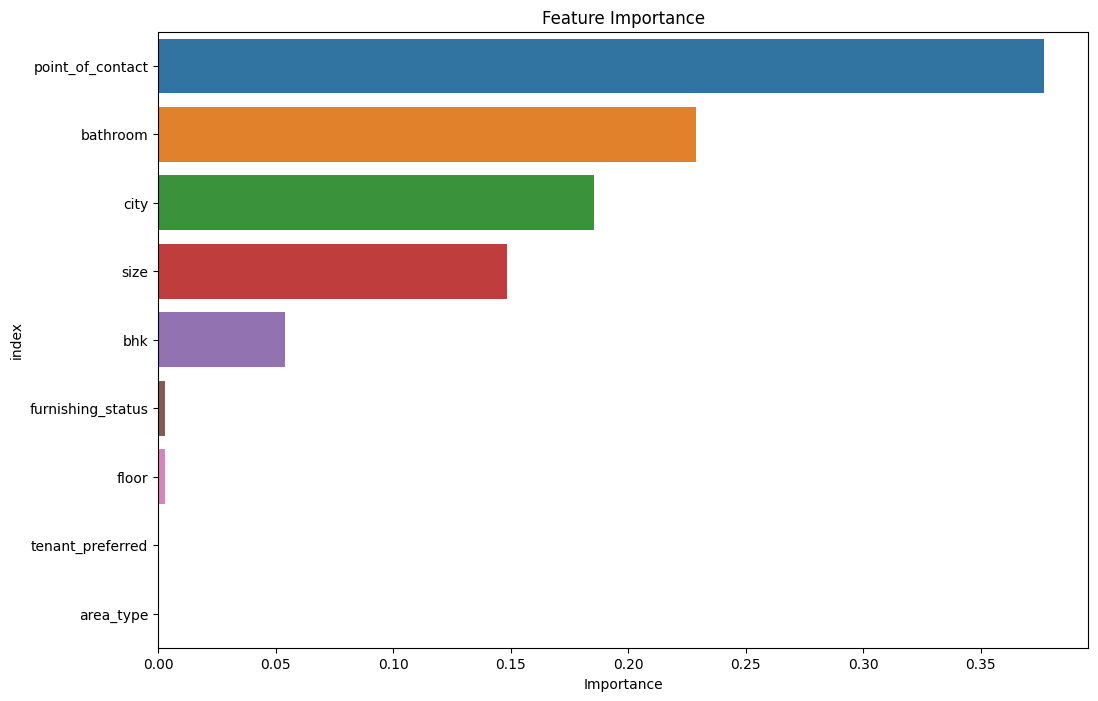 Feature Importance
point_of_contact
bathroom
city
size
bhk
furnishing_status
floor
tenant_preferred
area_type
index
0.00 0.05 0.10 0.15 0.20 0.25 0.30 0.35
Importance